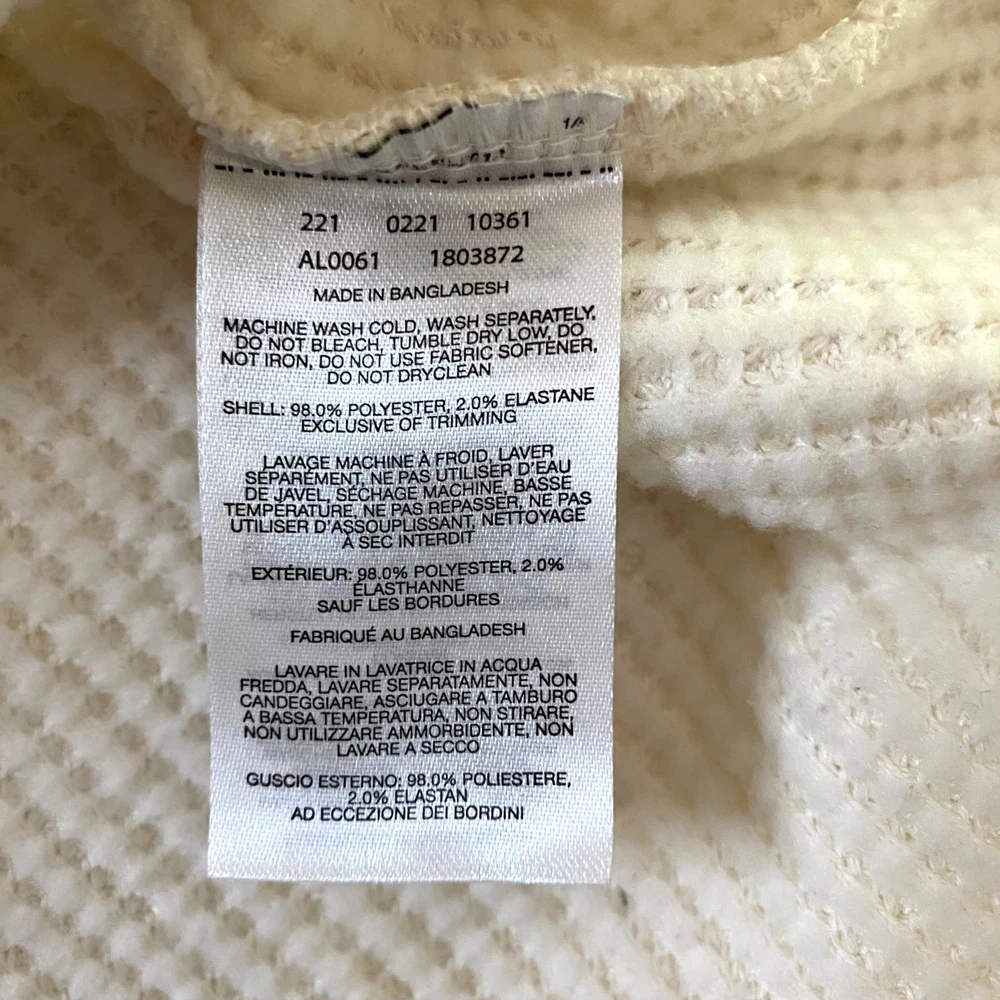 221 0221 10361
AL0061 1803872
MADE IN BANGLADESH
MACHINE WASH COLD, WASH SEPARATELY,
DO NOT BLEACH, TUMBLE DRY LOW, DO
NOT IRON, DO NOT USE FABRIC SOFTENER,
DO NOT DRYCLEAN
SHELL: 98.0% POLYESTER, 2.0% ELASTANE
EXCLUSIVE OF TRIMMING
LAVAGE MACHINE À FROID, LAVER
SÉPARÉMENT, NE PAS UTILISER D'EAU
DE JAVEL, SÉCHAGE MACHINE, BASSE
TEMPÉRATURE, NE PAS REPASSER, NE PAS
UTILISER D'ASSOUPLISSANT, NETTOYAGE
À SEC INTERDIT
EXTÉRIEUR: 98.0% POLYESTER, 2.0%
ÉLASTHANNE
SAUF LES BORDURES
FABRIQUÉ AU BANGLADESH
LAVARE IN LAVATRICE IN ACQUA
FREDDA, LAVARE SEPARATAMENTE, NON
CANDEGGIARE, ASCIUGARE A TAMBURO
A BASSA TEMPERATURA, NON STIRARE,
NON UTILIZZARE AMMORBIDENTE, NON
LAVARE A SECCO
GUSCIO ESTERNO: 98.0% POLIESTERE,
2.0% ELASTAN
AD ECCEZIONE DEI BORDINI